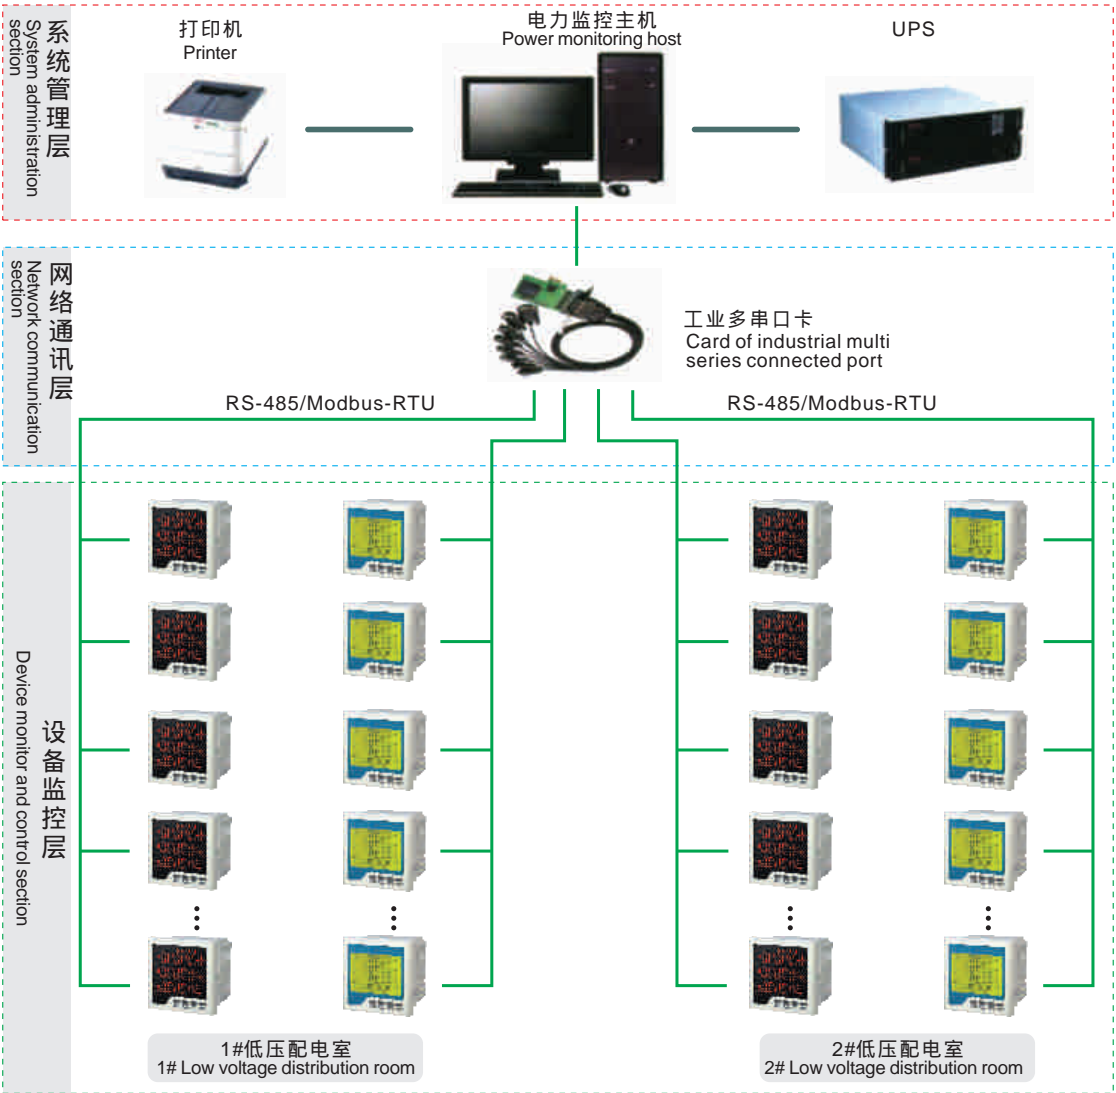 系统管理层
System administration
section
打印机
Printer
电力监控主机
Power monitoring host
UPS
网络通讯层
Network communication
section
工业多串口卡
Card of industrial multi
series connected port
RS-485/Modbus-RTU
RS-485/Modbus-RTU
设备监控层
Device monitor and control section
1#低压配电室
1# Low voltage distribution room
2#低压配电室
2# Low voltage distribution room